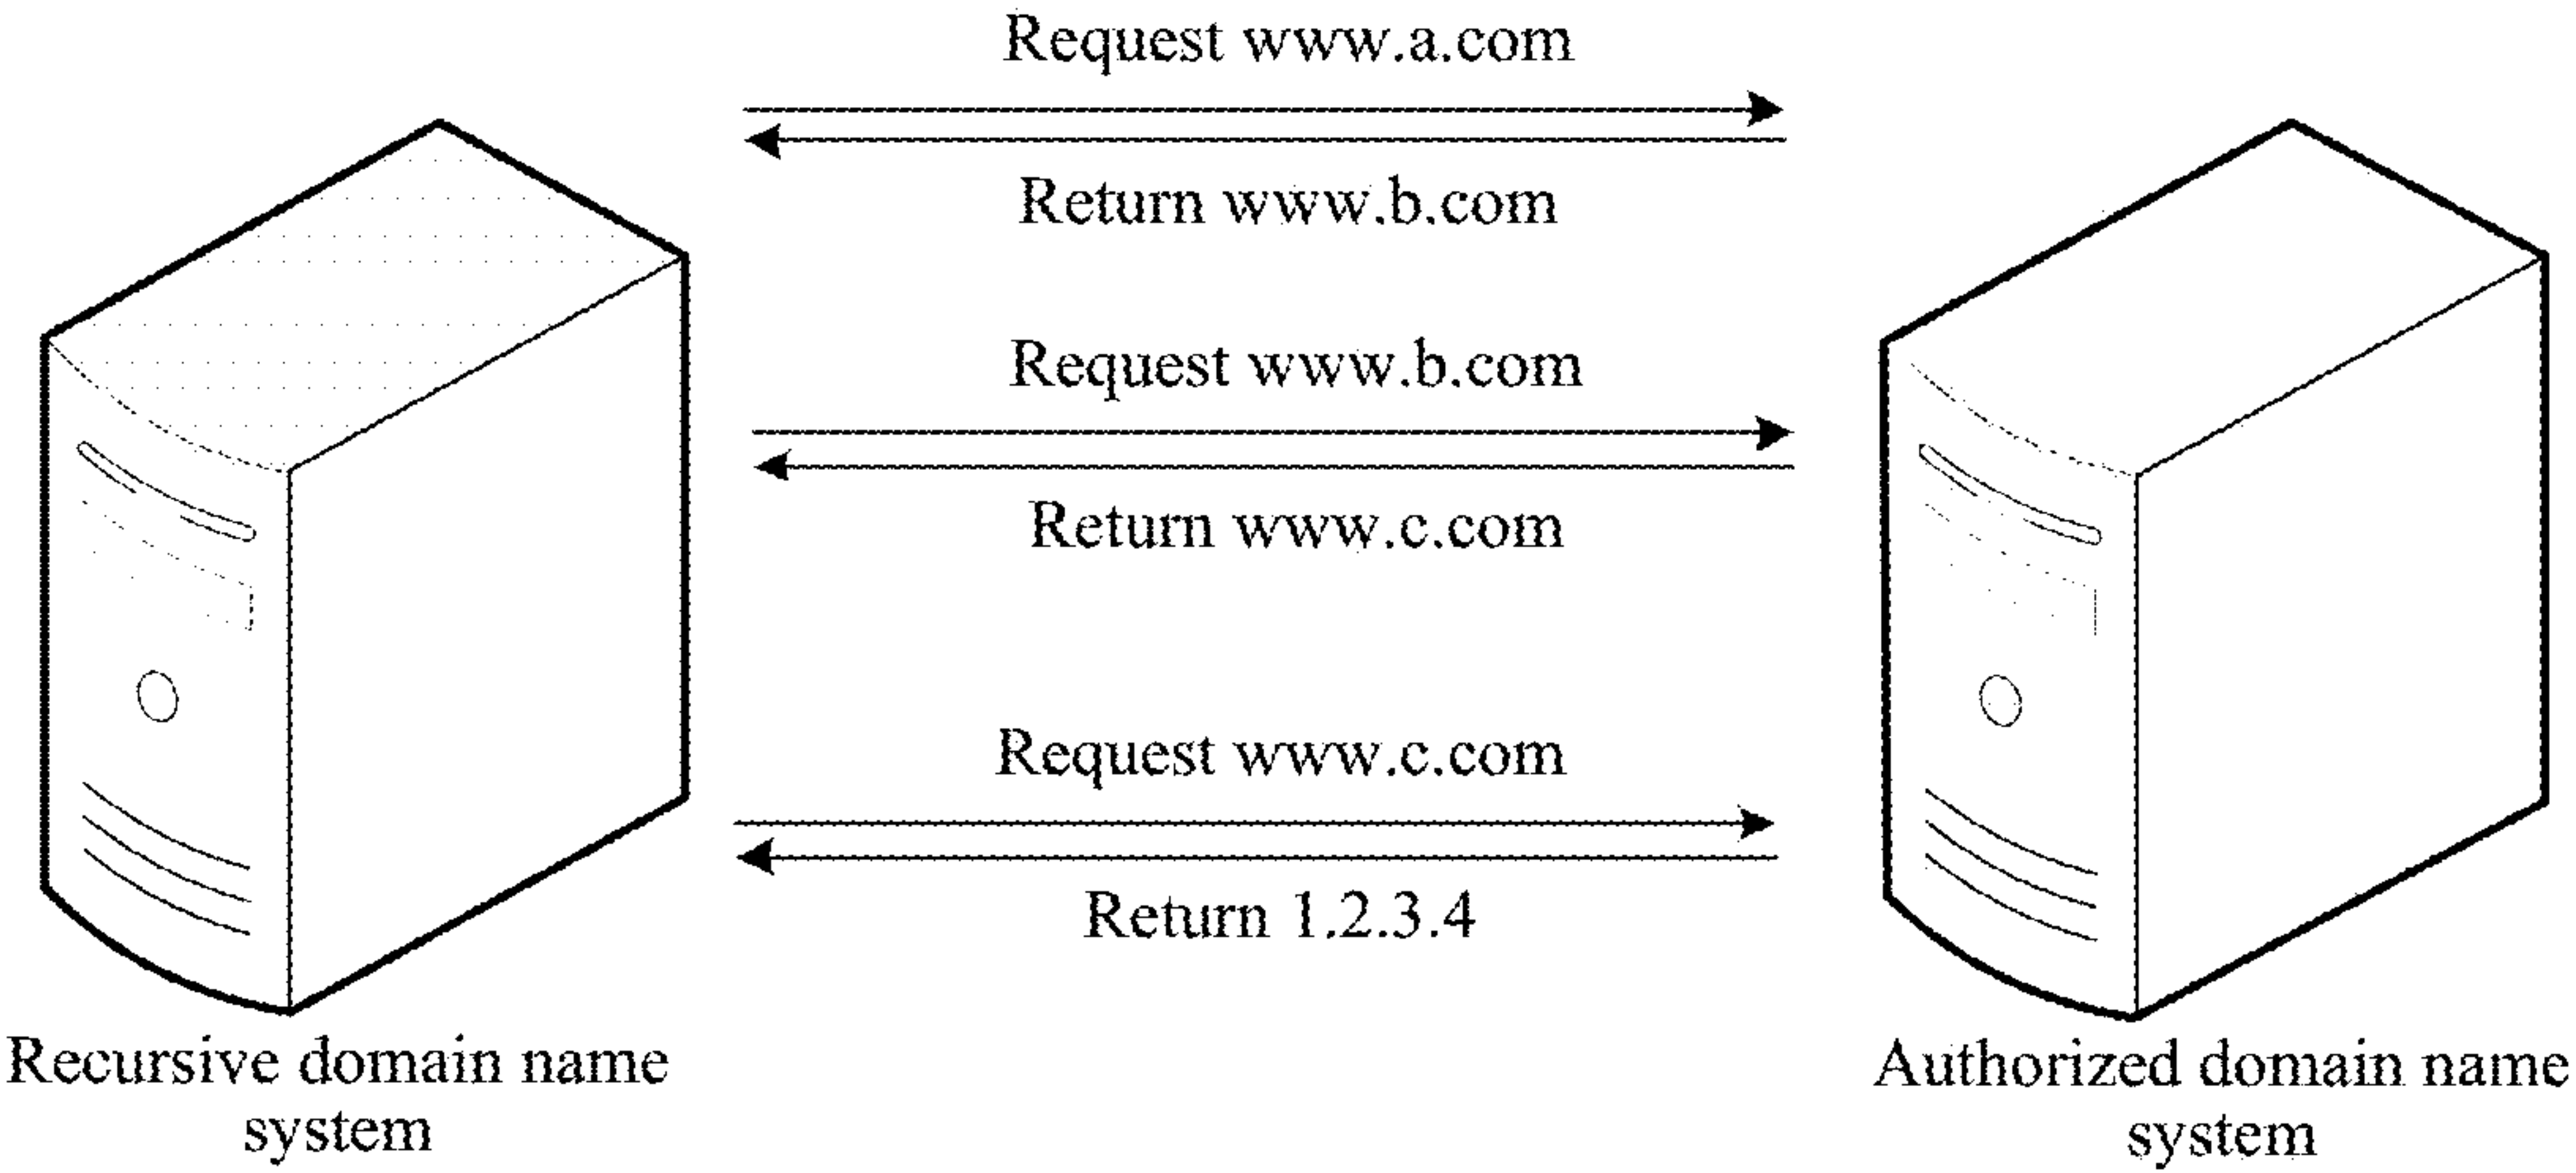 Request www.a.com
Return www.b.com
Request www.b.com
Return www.c.com
Request www.c.com
Return 1.2.3.4
Recursive domain name
system
Authorized domain name
system